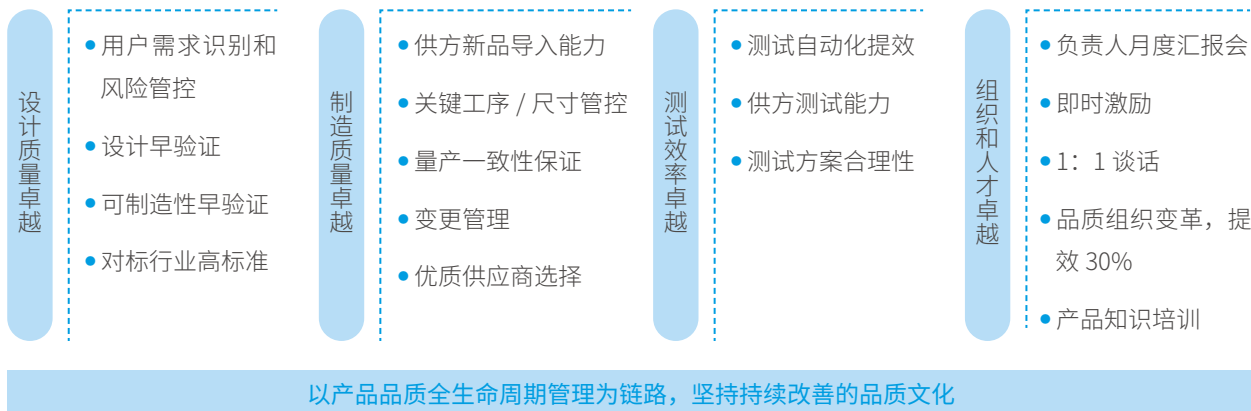 设计质量卓越
用户需求识别和
风险管控
设计早验证
可制造性早验证
对标行业高标准
制造质量卓越
供方新品导入能力
关键工序 / 尺寸管控
量产一致性保证
变更管理
优质供应商选择
测试效率卓越
测试自动化提效
供方测试能力
测试方案合理性
组织和人才卓越
负责人月度汇报会
即时激励
1：1 谈话
品质组织变革，提
效 30%
产品知识培训
以产品品质全生命周期管理为链路，坚持持续改善的品质文化